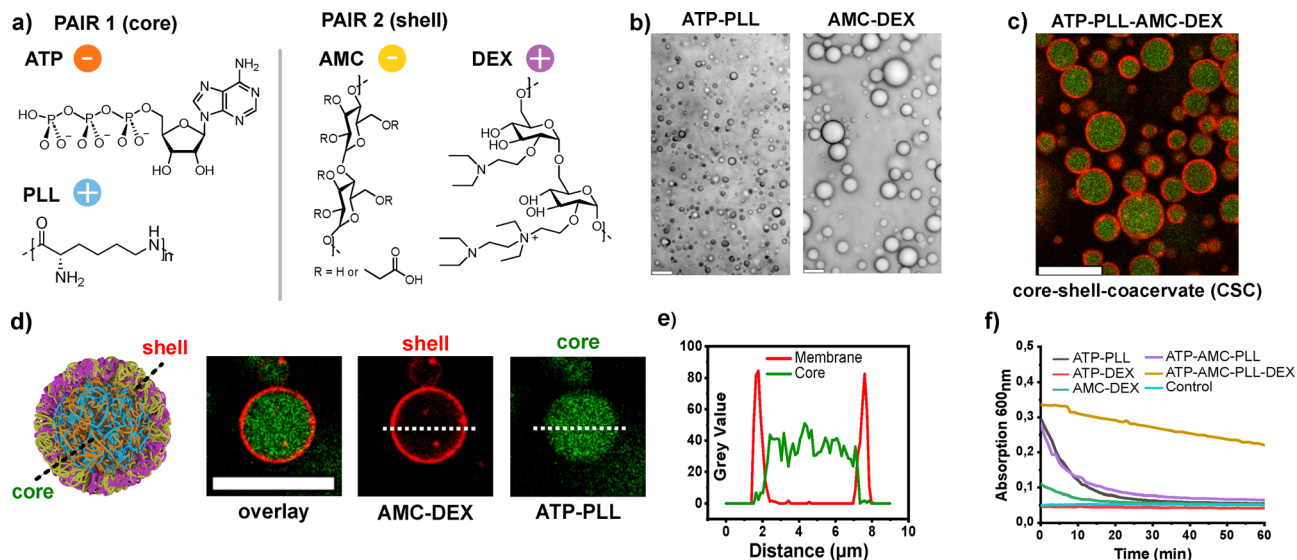 a) PAIR 1 (core)
ATP −
NH2
N
N
N
N
HO
P
O
P
O
P
O
O
O
O−
O
O−
O
O−
OH
OH
PLL +
O
NH2
H
N
n
PAIR 2 (shell)
AMC −
RO
OR
O
O
O
RO
OR
O
RO
OR
O
O
RO
OR
R = H or
O
OH
DEX +
O
HO
HO
O
O
N
O
HO
HO
O
O
N
N+
O
b) ATP-PLL AMC-DEX
c) ATP-PLL-AMC-DEX
core-shell-coacervate (CSC)
d) shell
core
shell
core
overlay
AMC-DEX
ATP-PLL
e)
Membrane
Core
Grey Value
100
80
60
40
20
0
0 2 4 6 8 10
Distance (μm)
f)
ATP-PLL
ATP-DEX
AMC-DEX
ATP-AMC-PLL
ATP-AMC-PLL-DEX
Control
Absorption 600nm
0,5
0,4
0,3
0,2
0,1
0,0
0 10 20 30 40 50 60
Time (min)